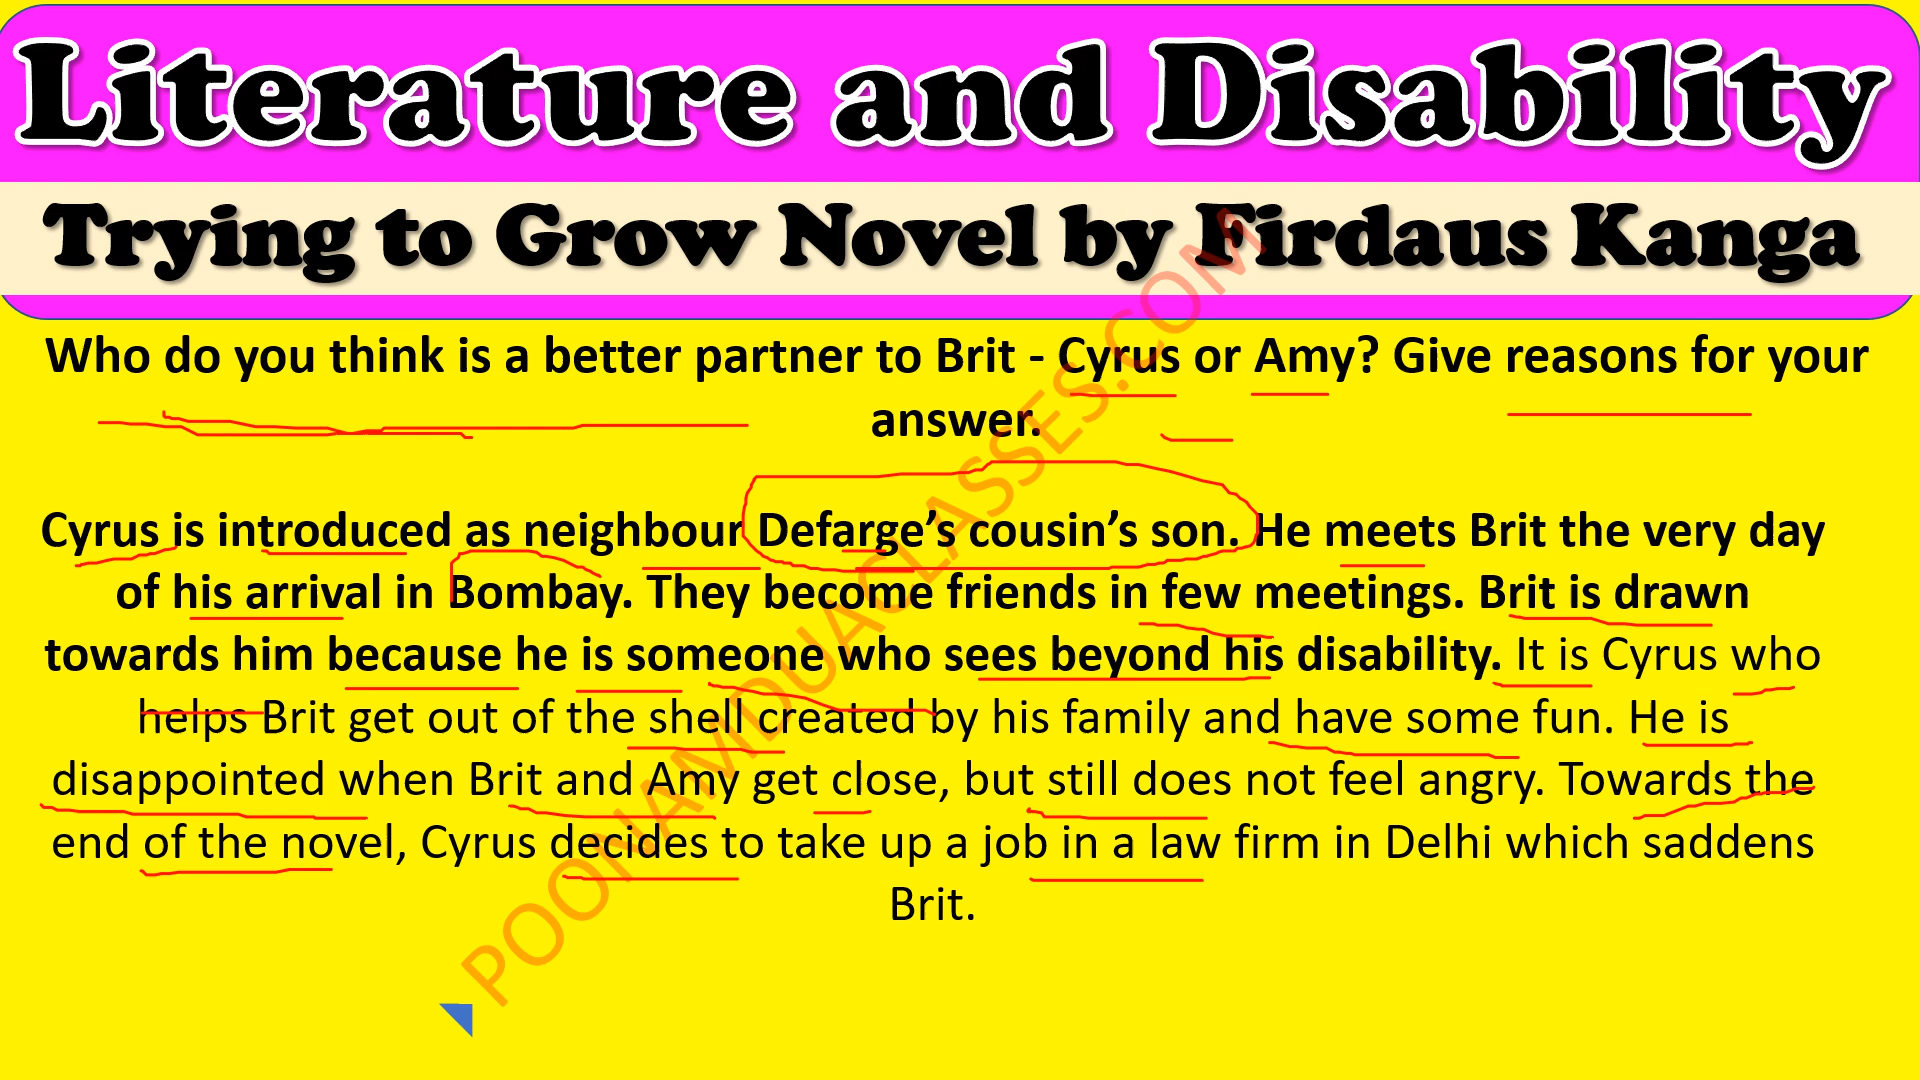 Literature and Disability
Trying to Grow Novel by Firdaus Kanga
Who do you think is a better partner to Brit - Cyrus or Amy? Give reasons for your
answer.
Cyrus is introduced as neighbour Defarge’s cousin’s son. He meets Brit the very day
of his arrival in Bombay. They become friends in few meetings. Brit is drawn
towards him because he is someone who sees beyond his disability. It is Cyrus who
helps Brit get out of the shell created by his family and have some fun. He is
disappointed when Brit and Amy get close, but still does not feel angry. Towards the
end of the novel, Cyrus decides to take up a job in a law firm in Delhi which saddens
Brit.
POONAMDUACLASSES.COM